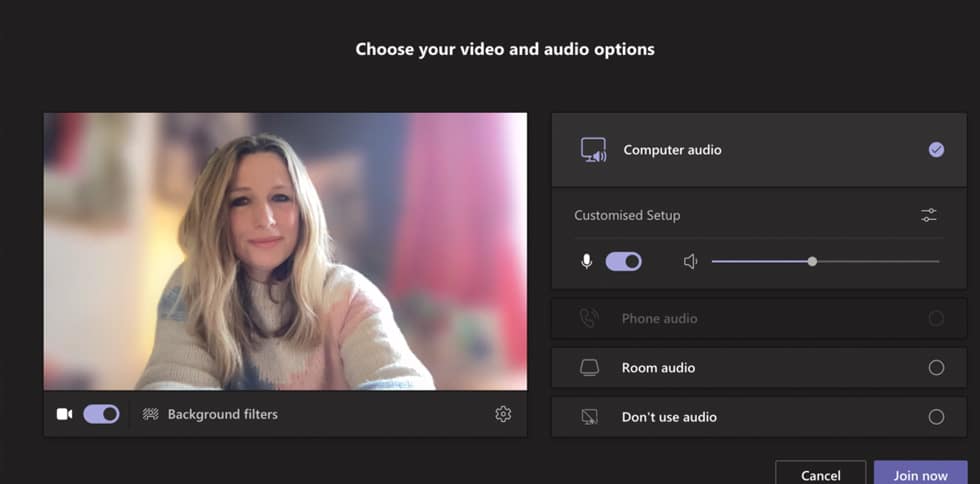 Choose your video and audio options
Computer audio
Customised Setup
Phone audio
Room audio
Don't use audio
Background filters
Cancel
Join now